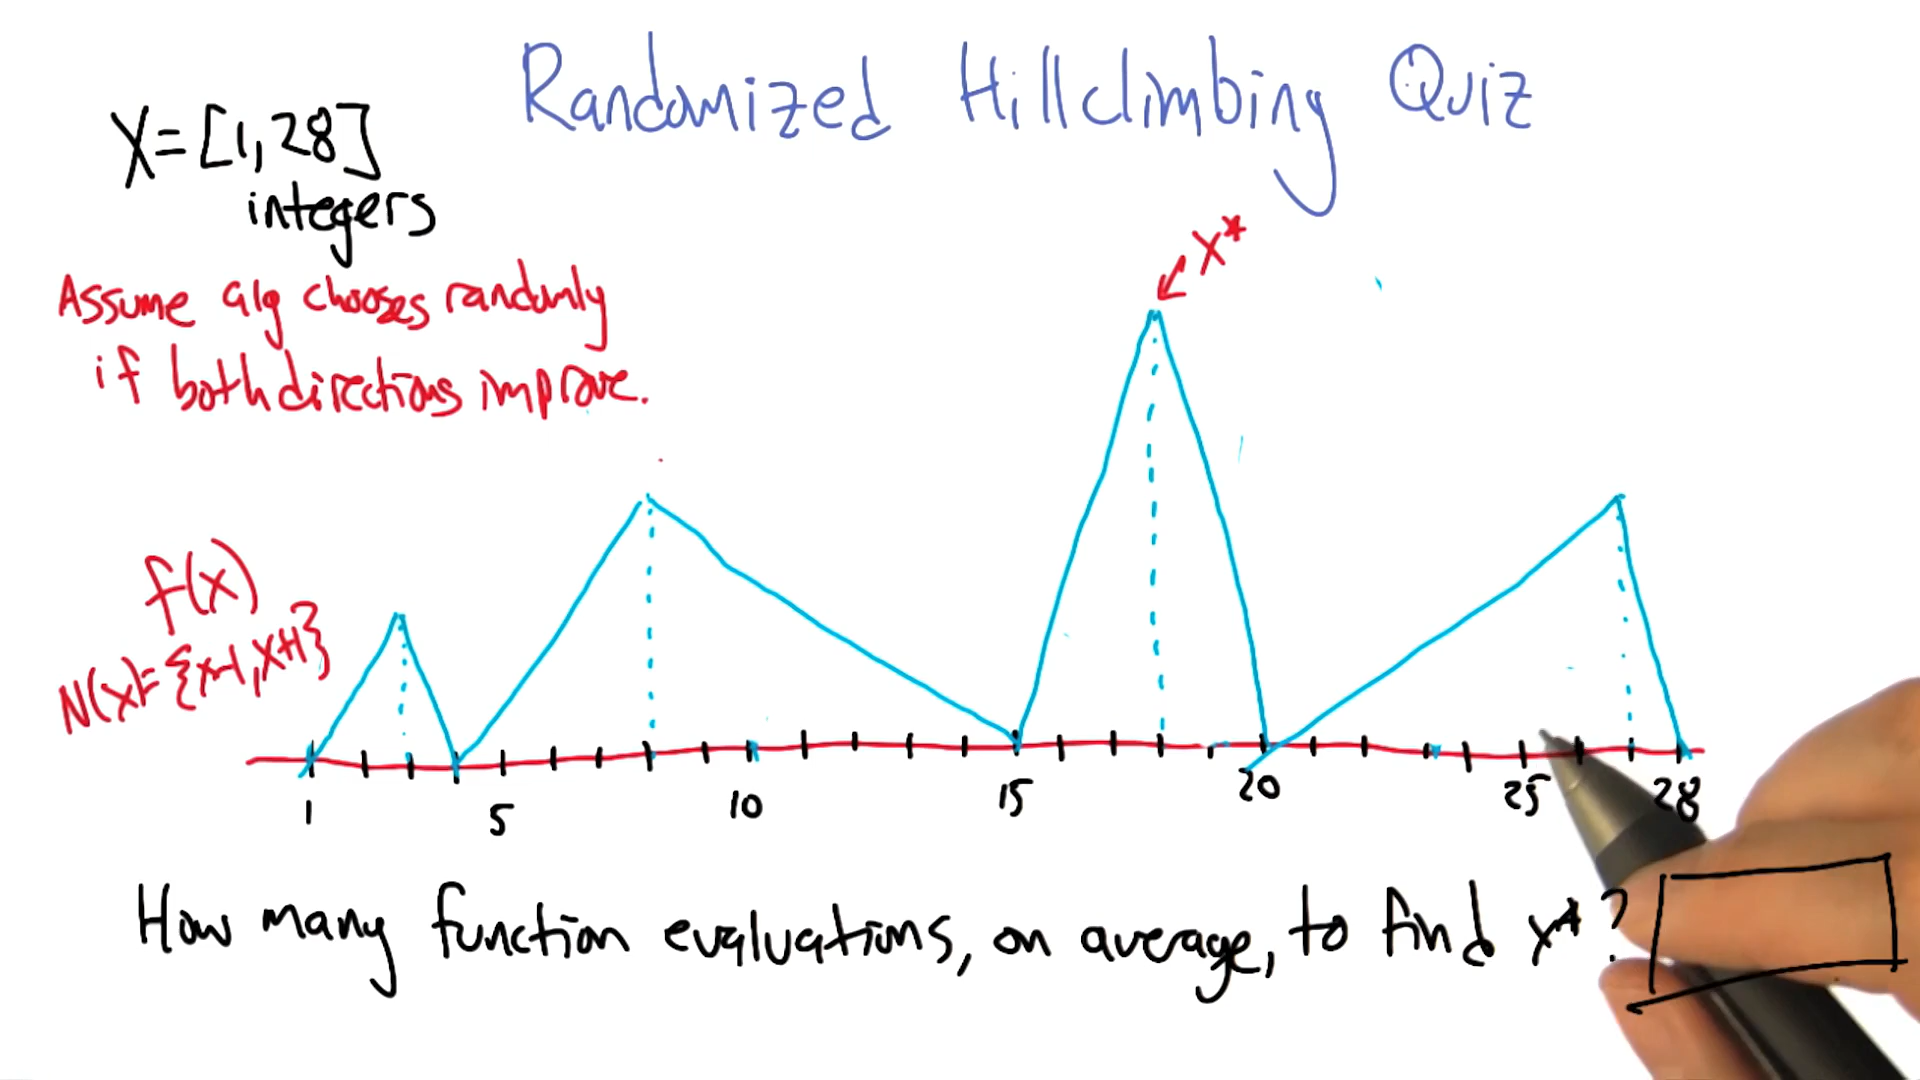 Randomized Hillclimbing Quiz
X=[1,28]
integers
Assume alg chooses randomly
if both directions improve.
X*
f(x)
N(x)={x-1,x+1}
1 5 10 15 20 25 28
How many function evaluations, on average, to find x*?